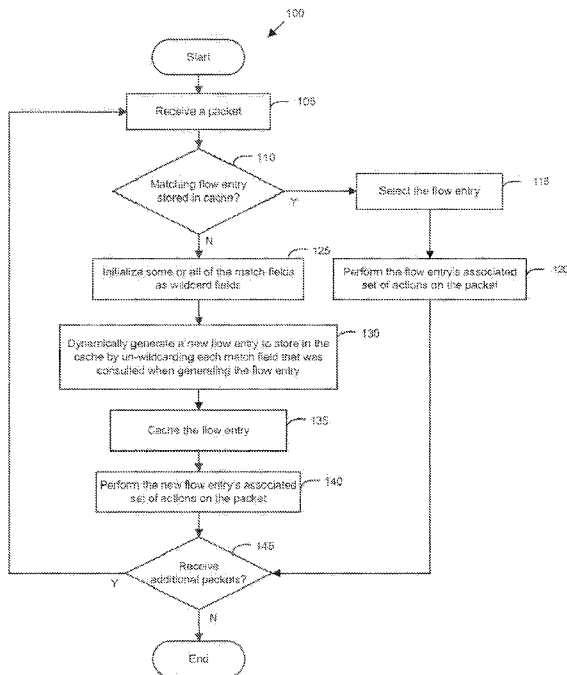 100
Start
Receive a packet
105
110
Matching flow entry
stored in cache?
Y
N
Select the flow entry
115
125
Initialize some or all of the match fields
as wildcard fields
Perform the flow entry's associated
set of actions on the packet
120
Dynamically generate a new flow entry to store in the
cache by un-wildcarding each match field that was
consulted when generating the flow entry
130
Cache the flow entry
135
Perform the new flow entry's associated
set of actions on the packet
140
145
Receive
additional packets?
Y
N
End